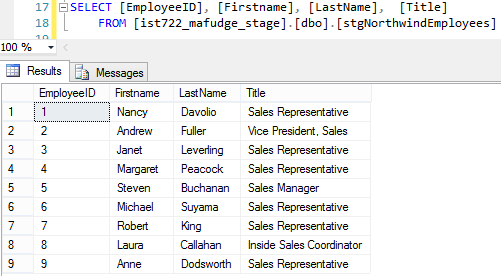 17 SELECT [EmployeeID], [Firstname], [LastName],  [Title]
18     FROM [ist722_mafudge_stage].[dbo].[stgNorthwindEmployees]
100 %
Results Messages
EmployeeID Firstname LastName Title
1 1 Nancy Davolio Sales Representative
2 2 Andrew Fuller Vice President, Sales
3 3 Janet Leverling Sales Representative
4 4 Margaret Peacock Sales Representative
5 5 Steven Buchanan Sales Manager
6 6 Michael Suyama Sales Representative
7 7 Robert King Sales Representative
8 8 Laura Callahan Inside Sales Coordinator
9 9 Anne Dodsworth Sales Representative